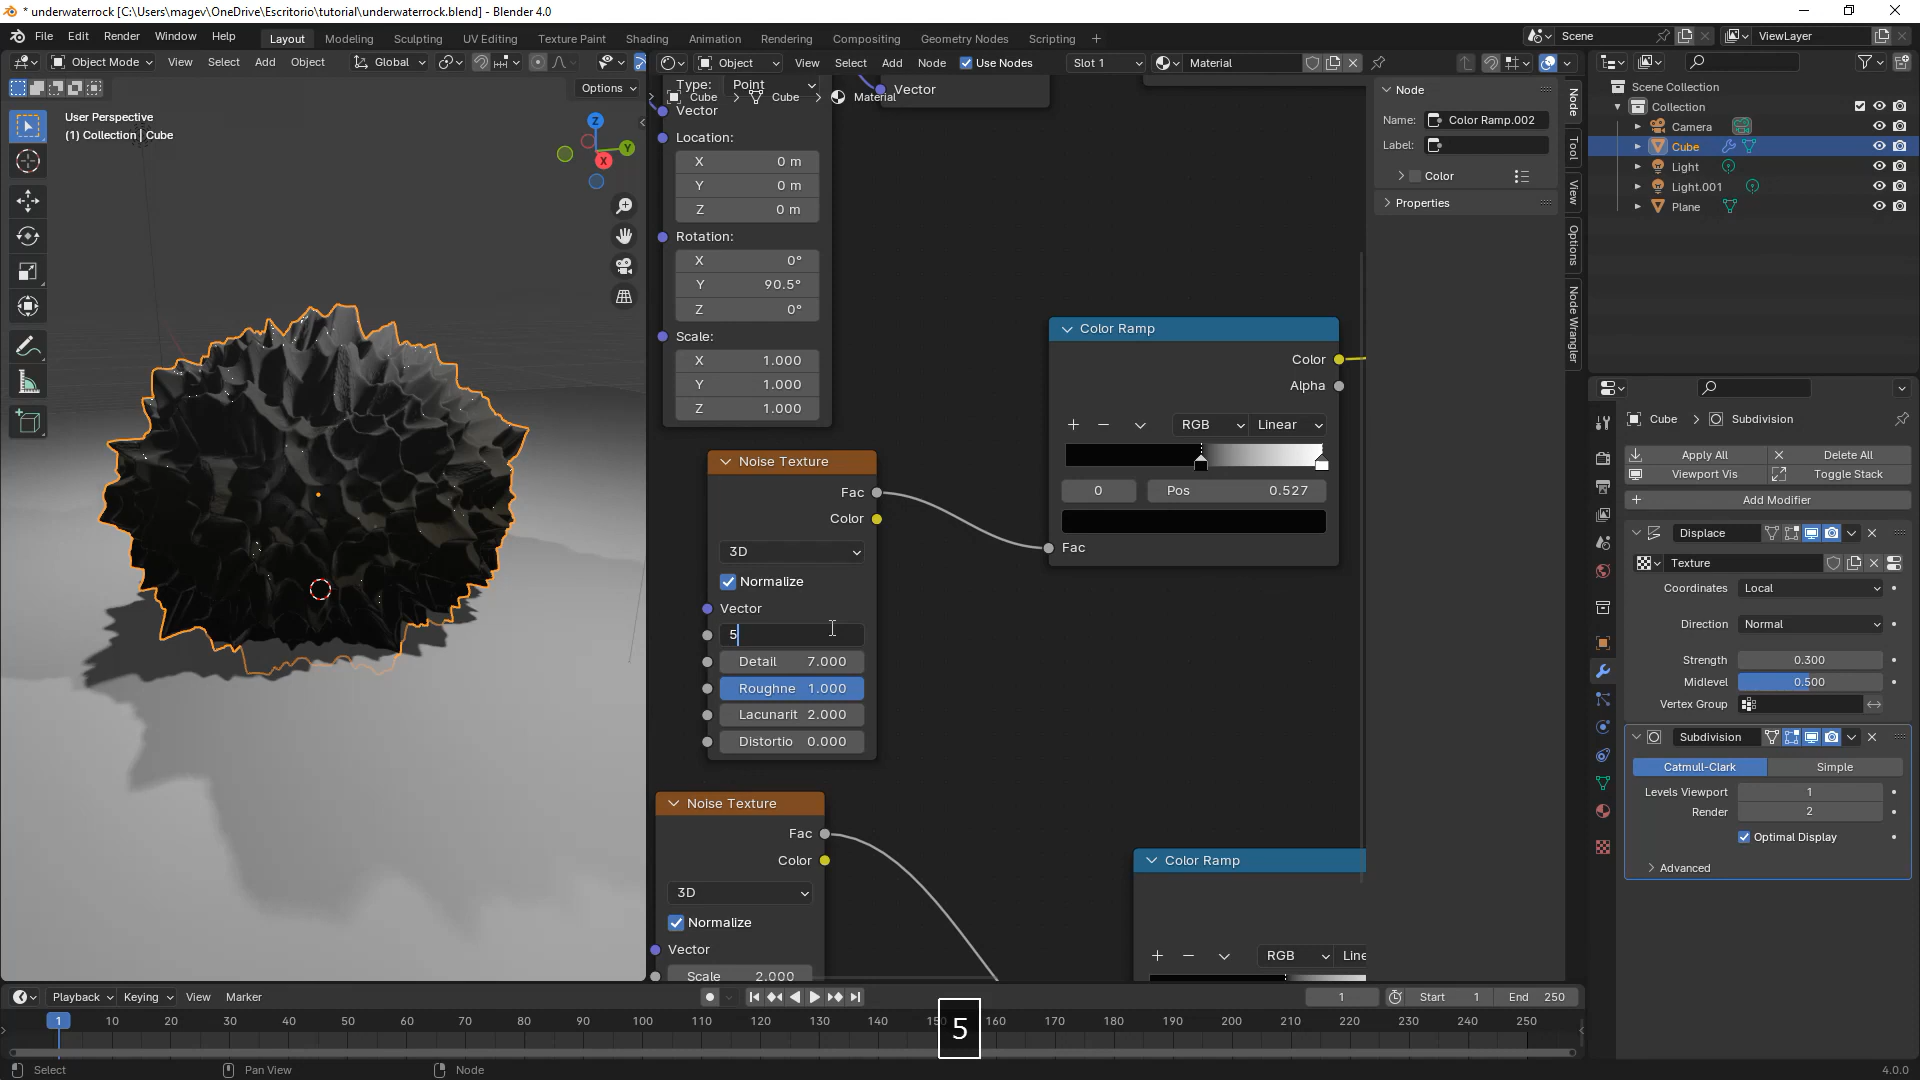 * underwaterrock [C:\Users\magev\OneDrive\Escritorio\tutorial\underwaterrock.blend] - Blender 4.0
File Edit Render Window Help Layout Modeling Sculpting UV Editing Texture Paint Shading Animation Rendering Compositing Geometry Nodes Scripting + Scene ViewLayer
Object Mode View Select Add Object Global Object View Select Add Node Use Nodes Slot 1 Material
Options
User Perspective
(1) Collection | Cube
Z
Y
X
Type: Point
Cube > Cube > Material
Vector
Vector
Location:
X 0 m
Y 0 m
Z 0 m
Rotation:
X 0°
Y 90.5°
Z 0°
Scale:
X 1.000
Y 1.000
Z 1.000
Color Ramp
Color
Alpha
RGB Linear
0 Pos 0.527
Fac
Noise Texture
Fac
Color
3D
Normalize
Vector
5
Detail 7.000
Roughne 1.000
Lacunarit 2.000
Distortio 0.000
Noise Texture
Fac
Color
3D
Normalize
Vector
Scale 2.000
Color Ramp
RGB Line
Node
Name: Color Ramp.002
Label:
Color
Properties
Node
Tool
View
Options
Node Wrangler
Scene Collection
Collection
Camera
Cube
Light
Light.001
Plane
Cube > Subdivision
Apply All Delete All
Viewport Vis Toggle Stack
Add Modifier
Displace
Texture
Coordinates Local
Direction Normal
Strength 0.300
Midlevel 0.500
Vertex Group
Subdivision
Catmull-Clark Simple
Levels Viewport 1
Render 2
Optimal Display
Advanced
Playback Keying View Marker 1 Start 1 End 250
1 10 20 30 40 50 60 70 80 90 100 110 120 130 140 15 160 170 180 190 200 210 220 230 240 250
5
Select Pan View Node 4.0.0